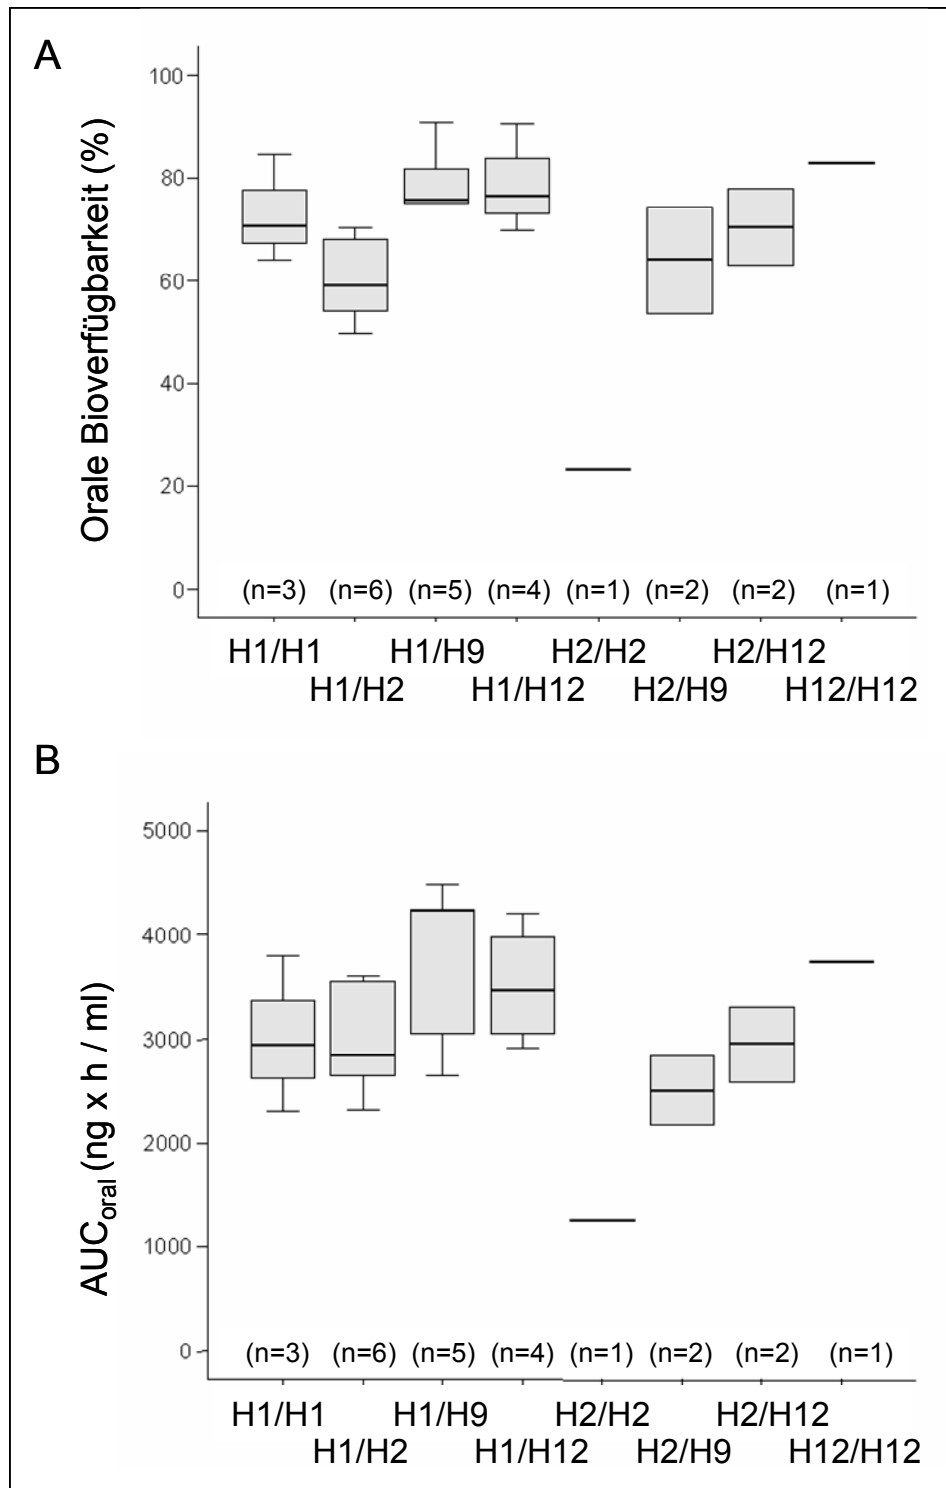 A
Orale Bioverfügbarkeit (%)
100
80
60
40
20
0
(n=3) (n=6) (n=5) (n=4) (n=1) (n=2) (n=2) (n=1)
H1/H1 H1/H9 H2/H2 H2/H12
H1/H2 H1/H12 H2/H9 H12/H12
B
AUCoral (ng x h / ml)
5000
4000
3000
2000
1000
0
(n=3) (n=6) (n=5) (n=4) (n=1) (n=2) (n=2) (n=1)
H1/H1 H1/H9 H2/H2 H2/H12
H1/H2 H1/H12 H2/H9 H12/H12